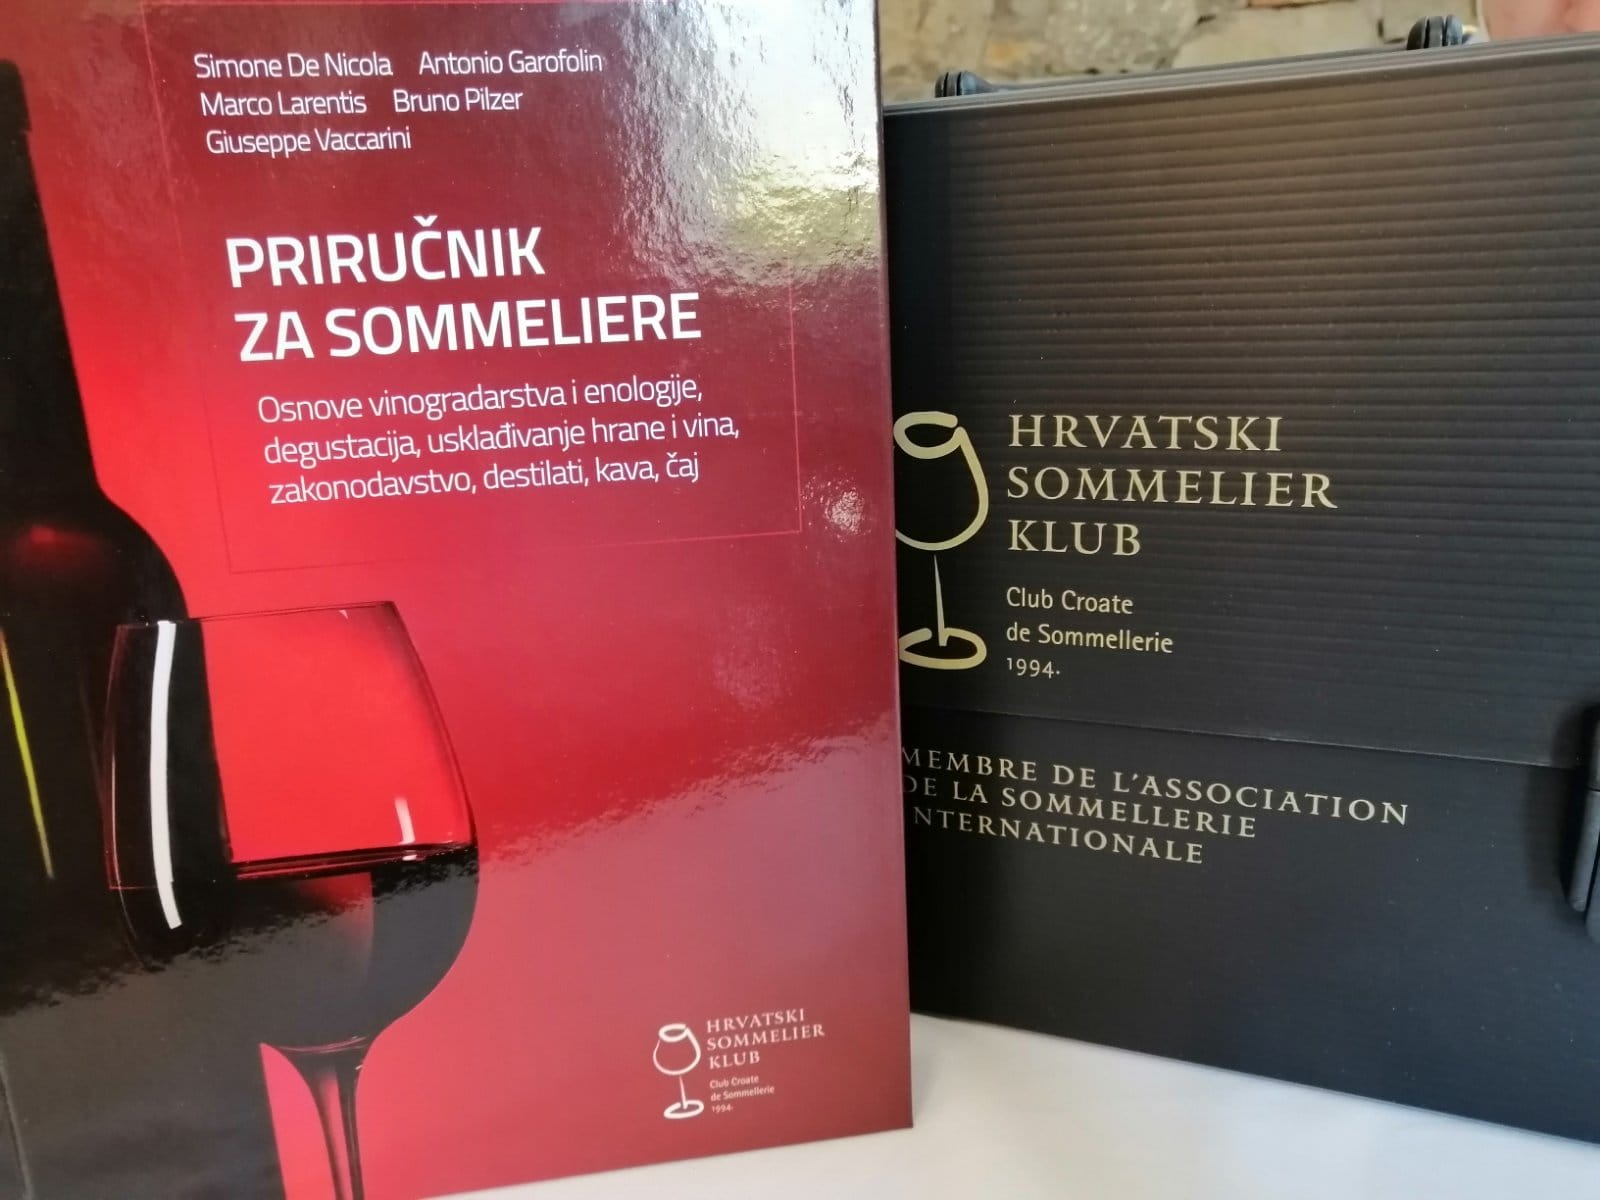 Simone De Nicola Antonio Garofolin
Marco Larentis Bruno Pilzer
Giuseppe Vaccarini
PRIRUČNIK
ZA SOMMELIERE
Osnove vinogradarstva i enologije,
degustacija, usklađivanje hrane i vina,
zakonodavstvo, destilati, kava, čaj
HRVATSKI
SOMMELIER
KLUB
Club Croate
de Sommellerie
1994.
HRVATSKI
SOMMELIER
KLUB
Club Croate
de Sommellerie
1994.
MEMBRE DE L'ASSOCIATION
DE LA SOMMELLERIE
NTERNATIONALE